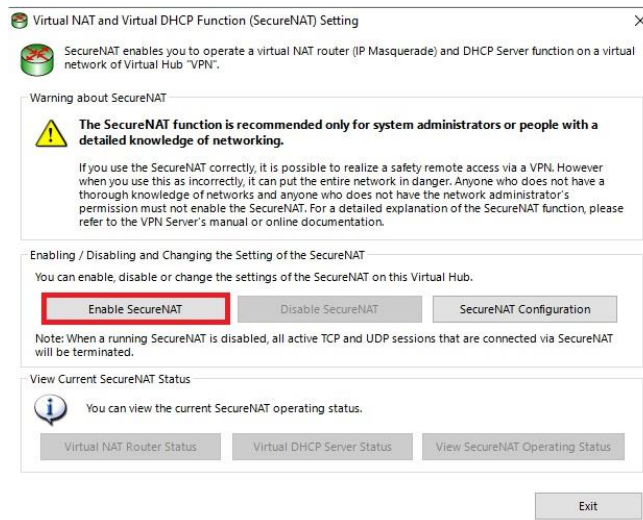 Virtual NAT and Virtual DHCP Function (SecureNAT) Setting
SecureNAT enables you to operate a virtual NAT router (IP Masquerade) and DHCP Server function on a virtual
network of Virtual Hub "VPN".
Warning about SecureNAT
The SecureNAT function is recommended only for system administrators or people with a
detailed knowledge of networking.
If you use the SecureNAT correctly, it is possible to realize a safety remote access via a VPN. However
when you use this as incorrectly, it can put the entire network in danger. Anyone who does not have a
thorough knowledge of networks and anyone who does not have the network administrator's
permission must not enable the SecureNAT. For a detailed explanation of the SecureNAT function, please
refer to the VPN Server's manual or online documentation.
Enabling / Disabling and Changing the Setting of the SecureNAT
You can enable, disable or change the settings of the SecureNAT on this Virtual Hub.
Enable SecureNAT Disable SecureNAT SecureNAT Configuration
Note: When a running SecureNAT is disabled, all active TCP and UDP sessions that are connected via SecureNAT
will be terminated.
View Current SecureNAT Status
You can view the current SecureNAT operating status.
Virtual NAT Router Status Virtual DHCP Server Status View SecureNAT Operating Status
Exit